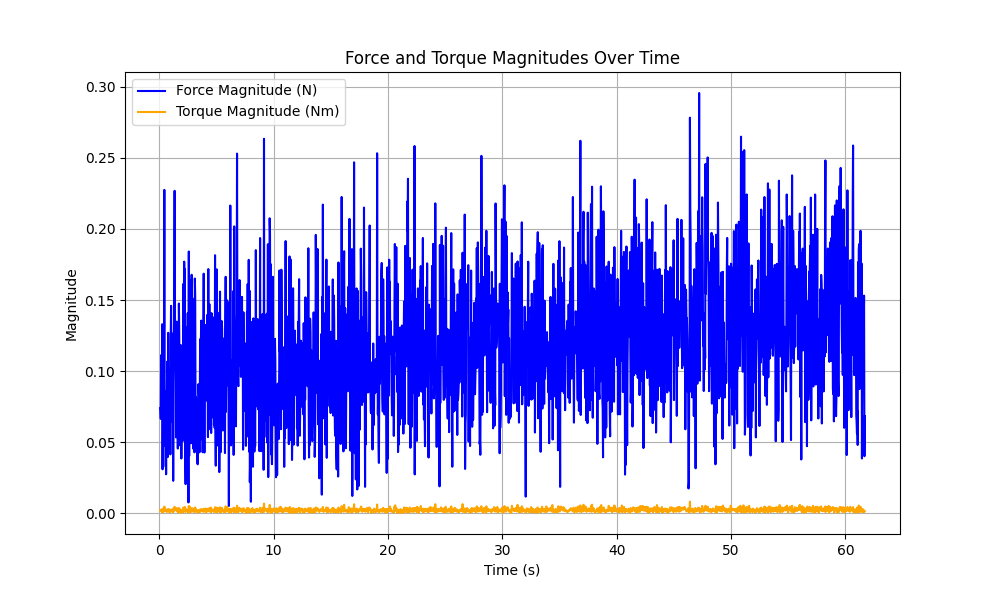 Force and Torque Magnitudes Over Time
Force Magnitude (N)
Torque Magnitude (Nm)
Magnitude
0.30
0.25
0.20
0.15
0.10
0.05
0.00
0
10
20
30
40
50
60
Time (s)